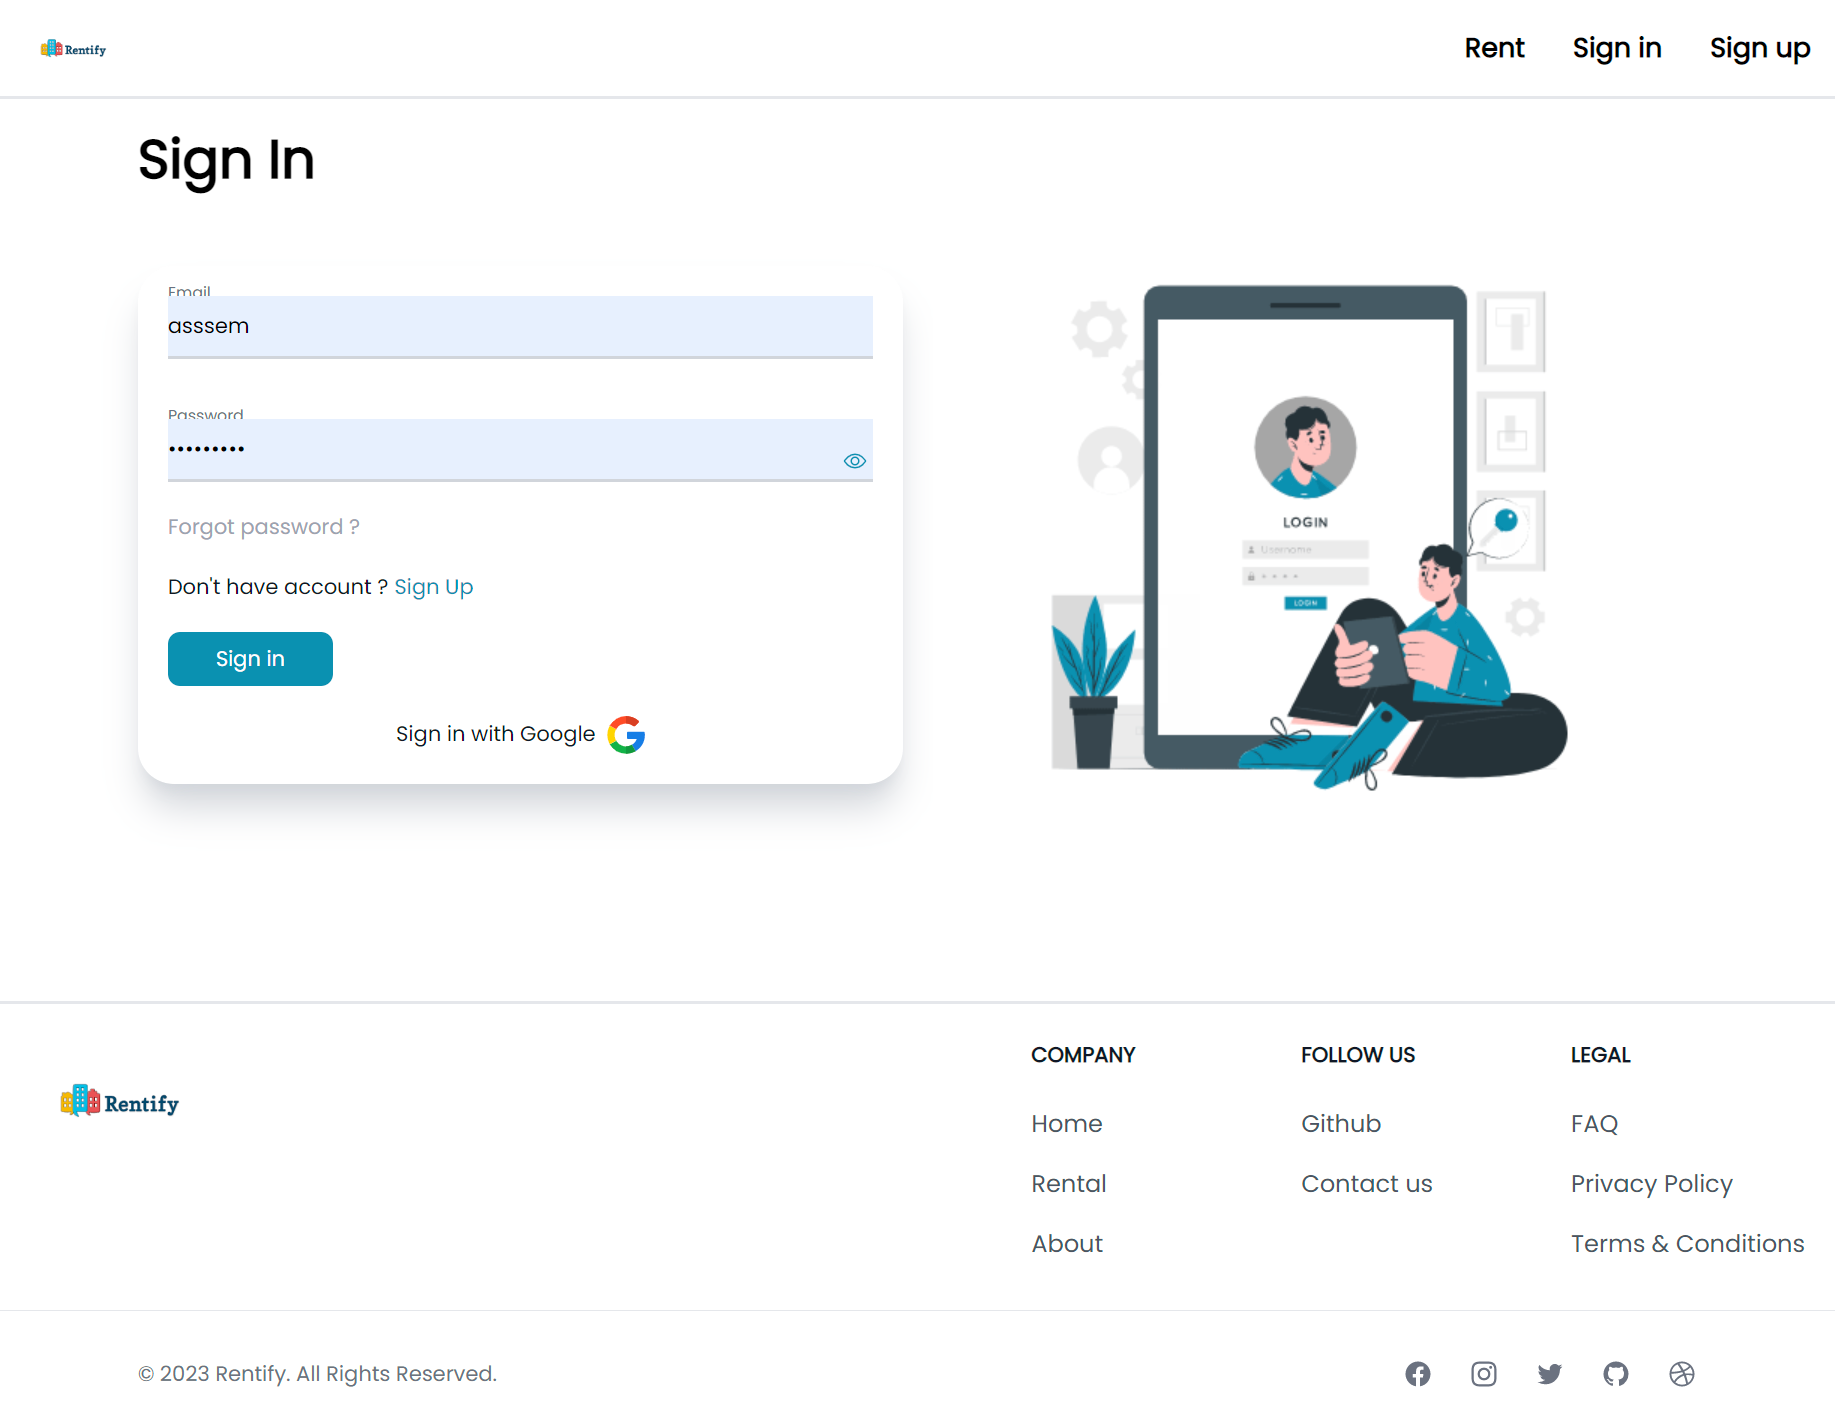 Rentify
Rent
Sign in
Sign up
Sign In
Email
asssem
Password
•••••••••
Forgot password ?
Don't have account ? Sign Up
Sign in
Sign in with Google
LOGIN
Username
LOGIN
Rentify
COMPANY
Home
Rental
About
FOLLOW US
Github
Contact us
LEGAL
FAQ
Privacy Policy
Terms & Conditions
© 2023 Rentify. All Rights Reserved.